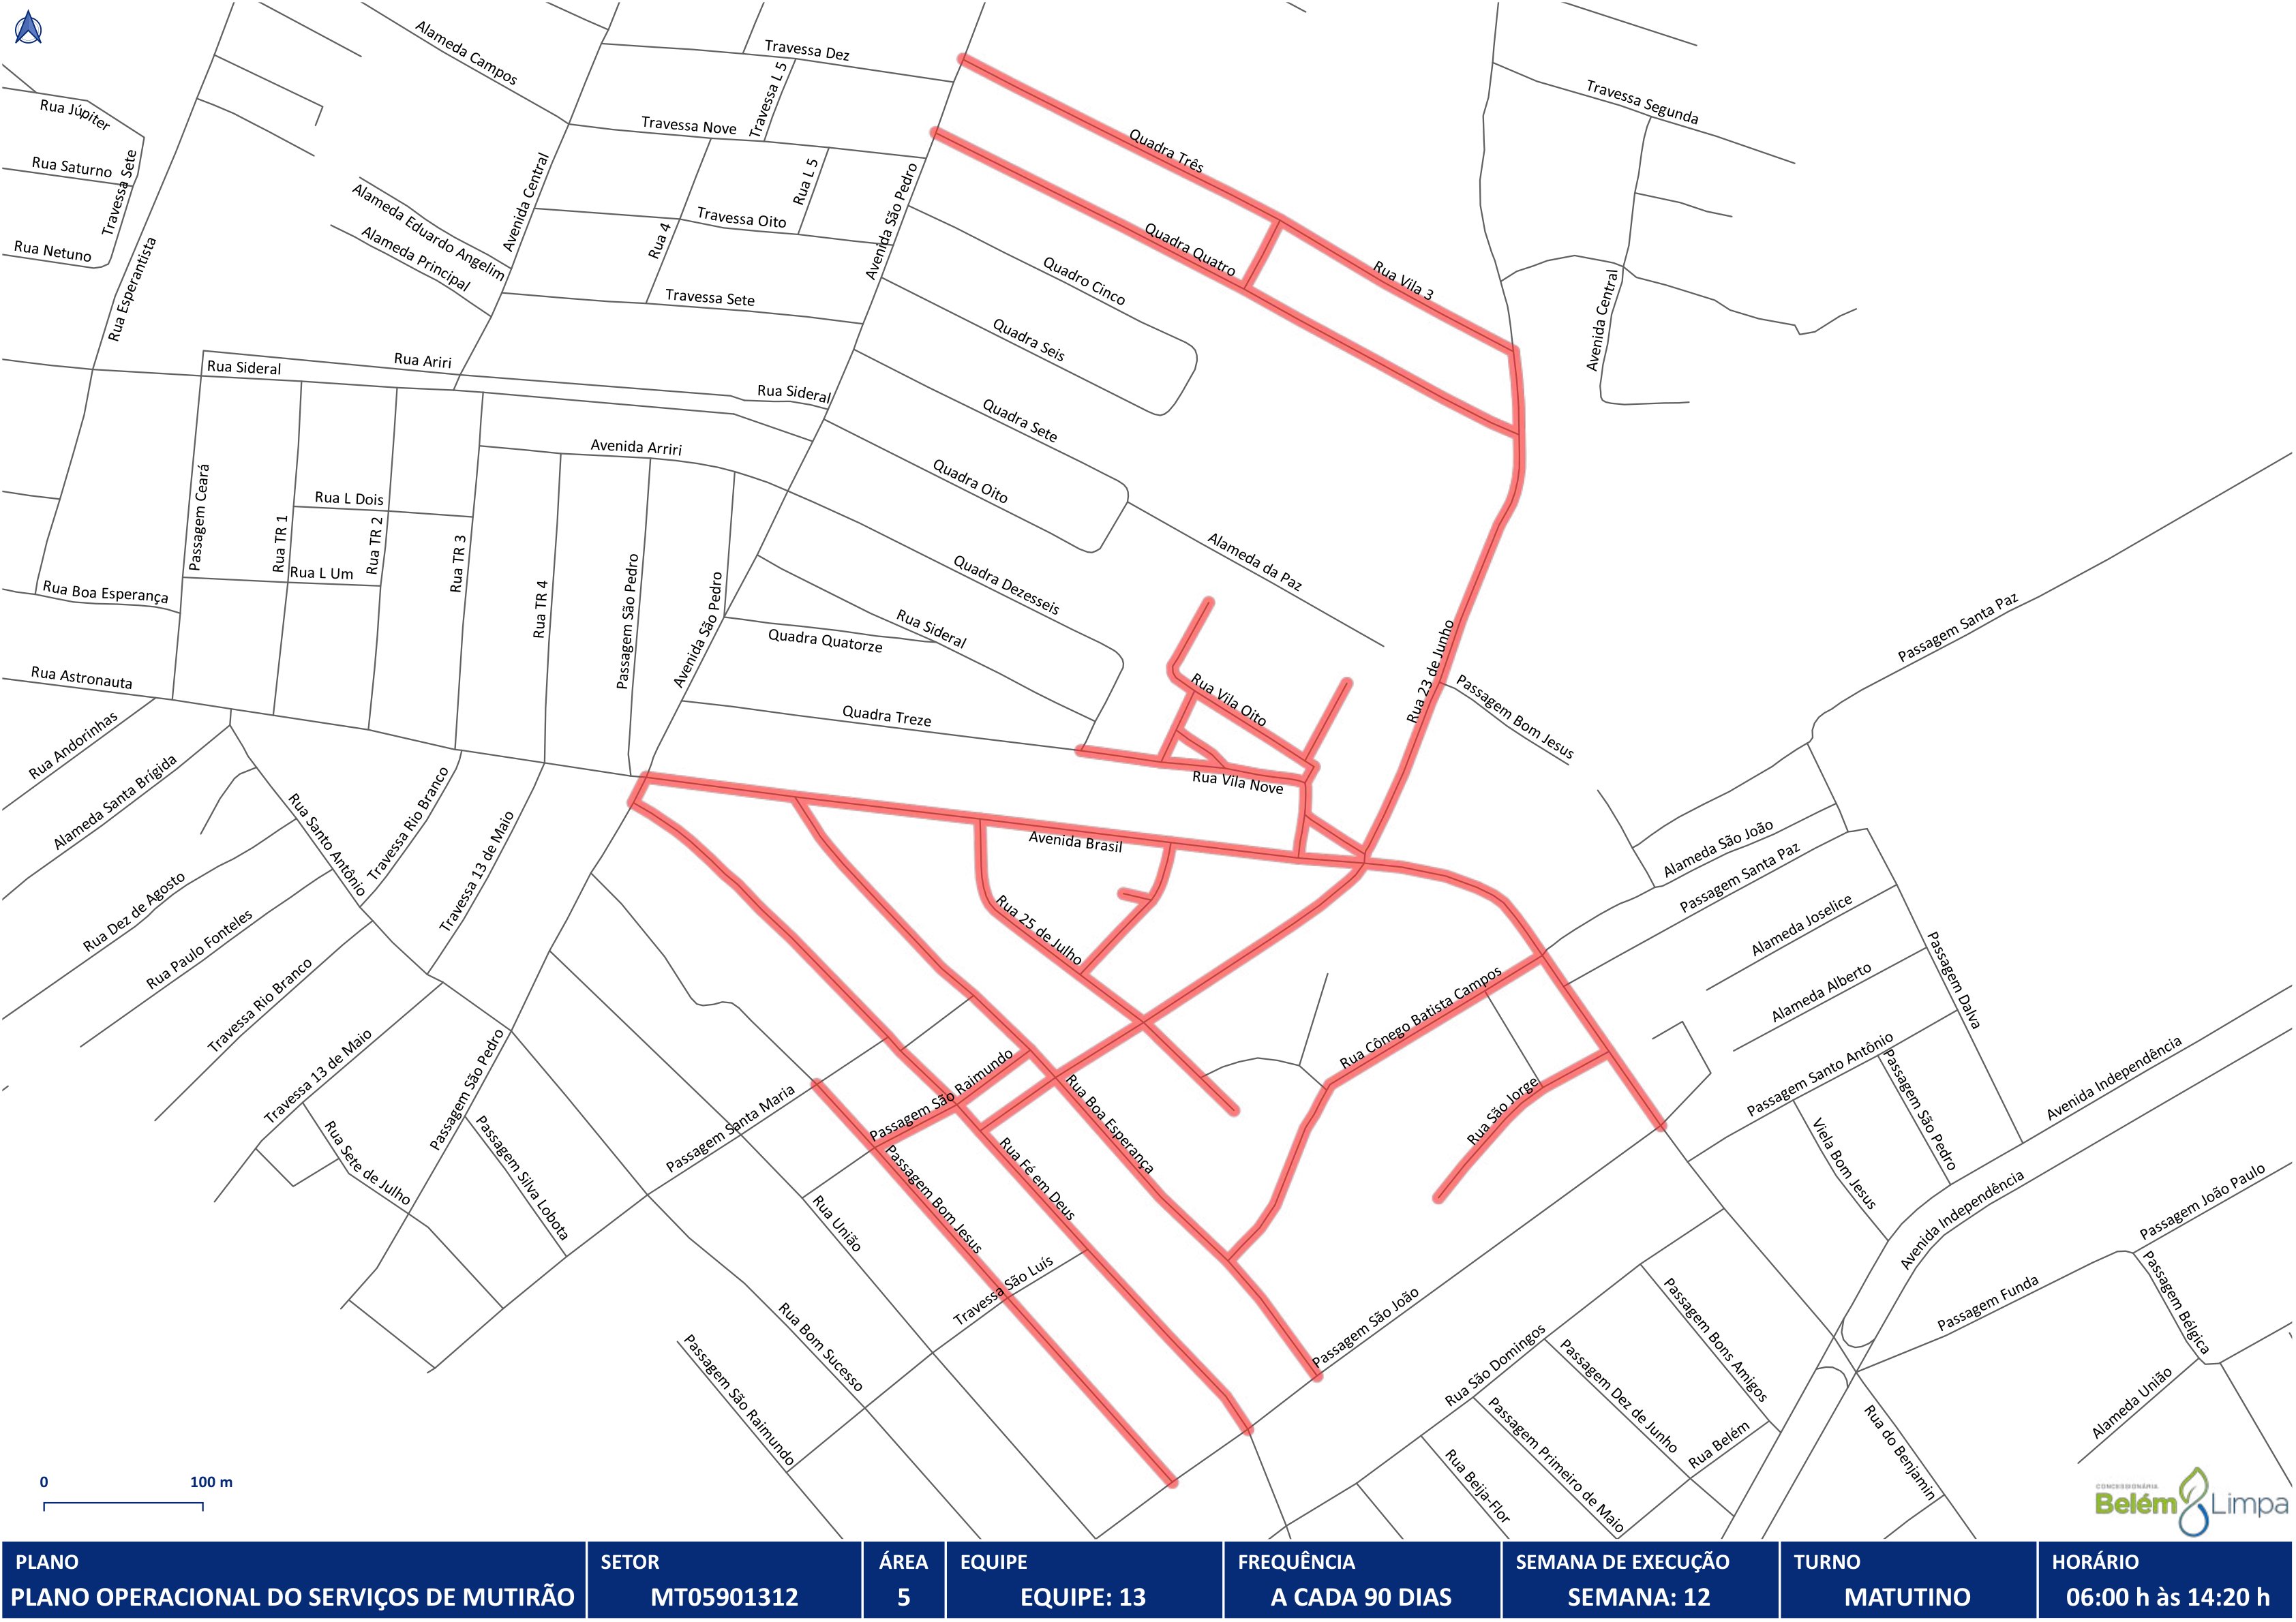 Alameda Campos
Travessa Dez
Travessa L 5
Travessa Segunda
Rua Júpiter
Travessa Nove
Quadra Três
Rua Saturno
Travessa Sete
Avenida Central
Rua L 5
Avenida São Pedro
Alameda Eduardo Angelim
Travessa Oito
Rua 4
Quadra Quatro
Rua Netuno
Alameda Principal
Rua Esperantista
Quadro Cinco
Rua Vila 3
Avenida Central
Travessa Sete
Quadra Seis
Rua Ariri
Rua Sideral
Rua Sideral
Quadra Sete
Avenida Arriri
Quadra Oito
Passagem Ceará
Rua L Dois
Rua TR 1
Rua TR 2
Rua TR 3
Rua L Um
Rua TR 4
Passagem São Pedro
Avenida São Pedro
Alameda da Paz
Quadra Dezesseis
Rua Boa Esperança
Rua Sideral
Quadra Quatorze
Passagem Santa Paz
Rua Astronauta
Rua 23 de Junho
Rua Vila Oito
Passagem Bom Jesus
Quadra Treze
Rua Andorinhas
Rua Vila Nove
Alameda Santa Brígida
Rua Santo Antônio
Travessa Rio Branco
Travessa 13 de Maio
Avenida Brasil
Alameda São João
Passagem Santa Paz
Rua Dez de Agosto
Rua 25 de Julho
Alameda Joselice
Rua Paulo Fonteles
Passagem Dalva
Alameda Alberto
Travessa Rio Branco
Rua Cônego Batista Campos
Travessa 13 de Maio
Passagem São Pedro
Passagem São Raimundo
Passagem Santo Antônio
Avenida Independência
Passagem Santa Maria
Rua Boa Esperança
Rua São Jorge
Passagem São Pedro
Rua Sete de Julho
Passagem Silva Lobota
Passagem Bom Jesus
Rua Fé em Deus
Viela Bom Jesus
Rua União
Avenida Independência
Passagem João Paulo
Travessa São Luís
Passagem São João
Passagem Bons Amigos
Passagem Funda
Passagem Bélgica
Rua Bom Sucesso
Passagem São Raimundo
Rua São Domingos
Passagem Dez de Junho
Alameda União
Passagem Primeiro de Maio
Rua Belém
Rua do Benjamin
Rua Beija-Flor
0 100 m
CONCESSIONÁRIA
Belém Limpa
PLANO
PLANO OPERACIONAL DO SERVIÇOS DE MUTIRÃO
SETOR
MT05901312
ÁREA
5
EQUIPE
EQUIPE: 13
FREQUÊNCIA
A CADA 90 DIAS
SEMANA DE EXECUÇÃO
SEMANA: 12
TURNO
MATUTINO
HORÁRIO
06:00 h às 14:20 h